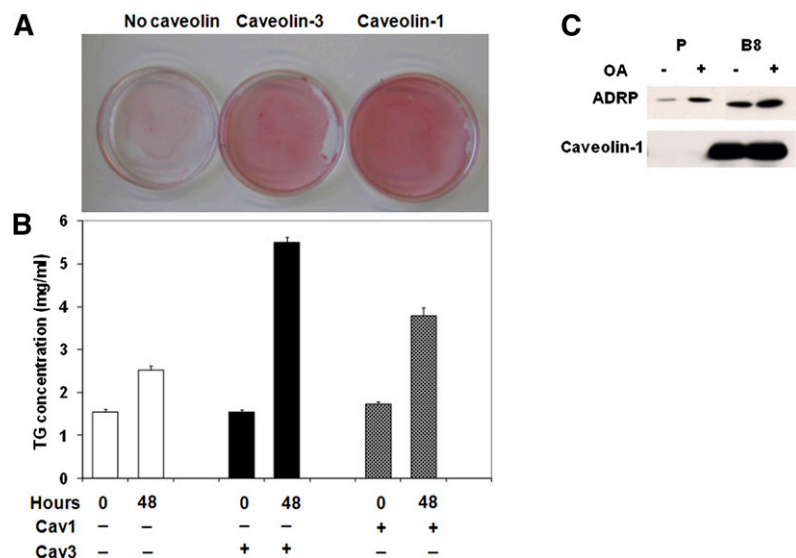 A
No caveolin Caveolin-3 Caveolin-1
B
TG concentration (mg/ml)
6
5
4
3
2
1
0
Hours 0 48 0 48 0 48
Cav1 – – – – + +
Cav3 – – + + – –
C
P B8
OA - + - +
ADRP
Caveolin-1